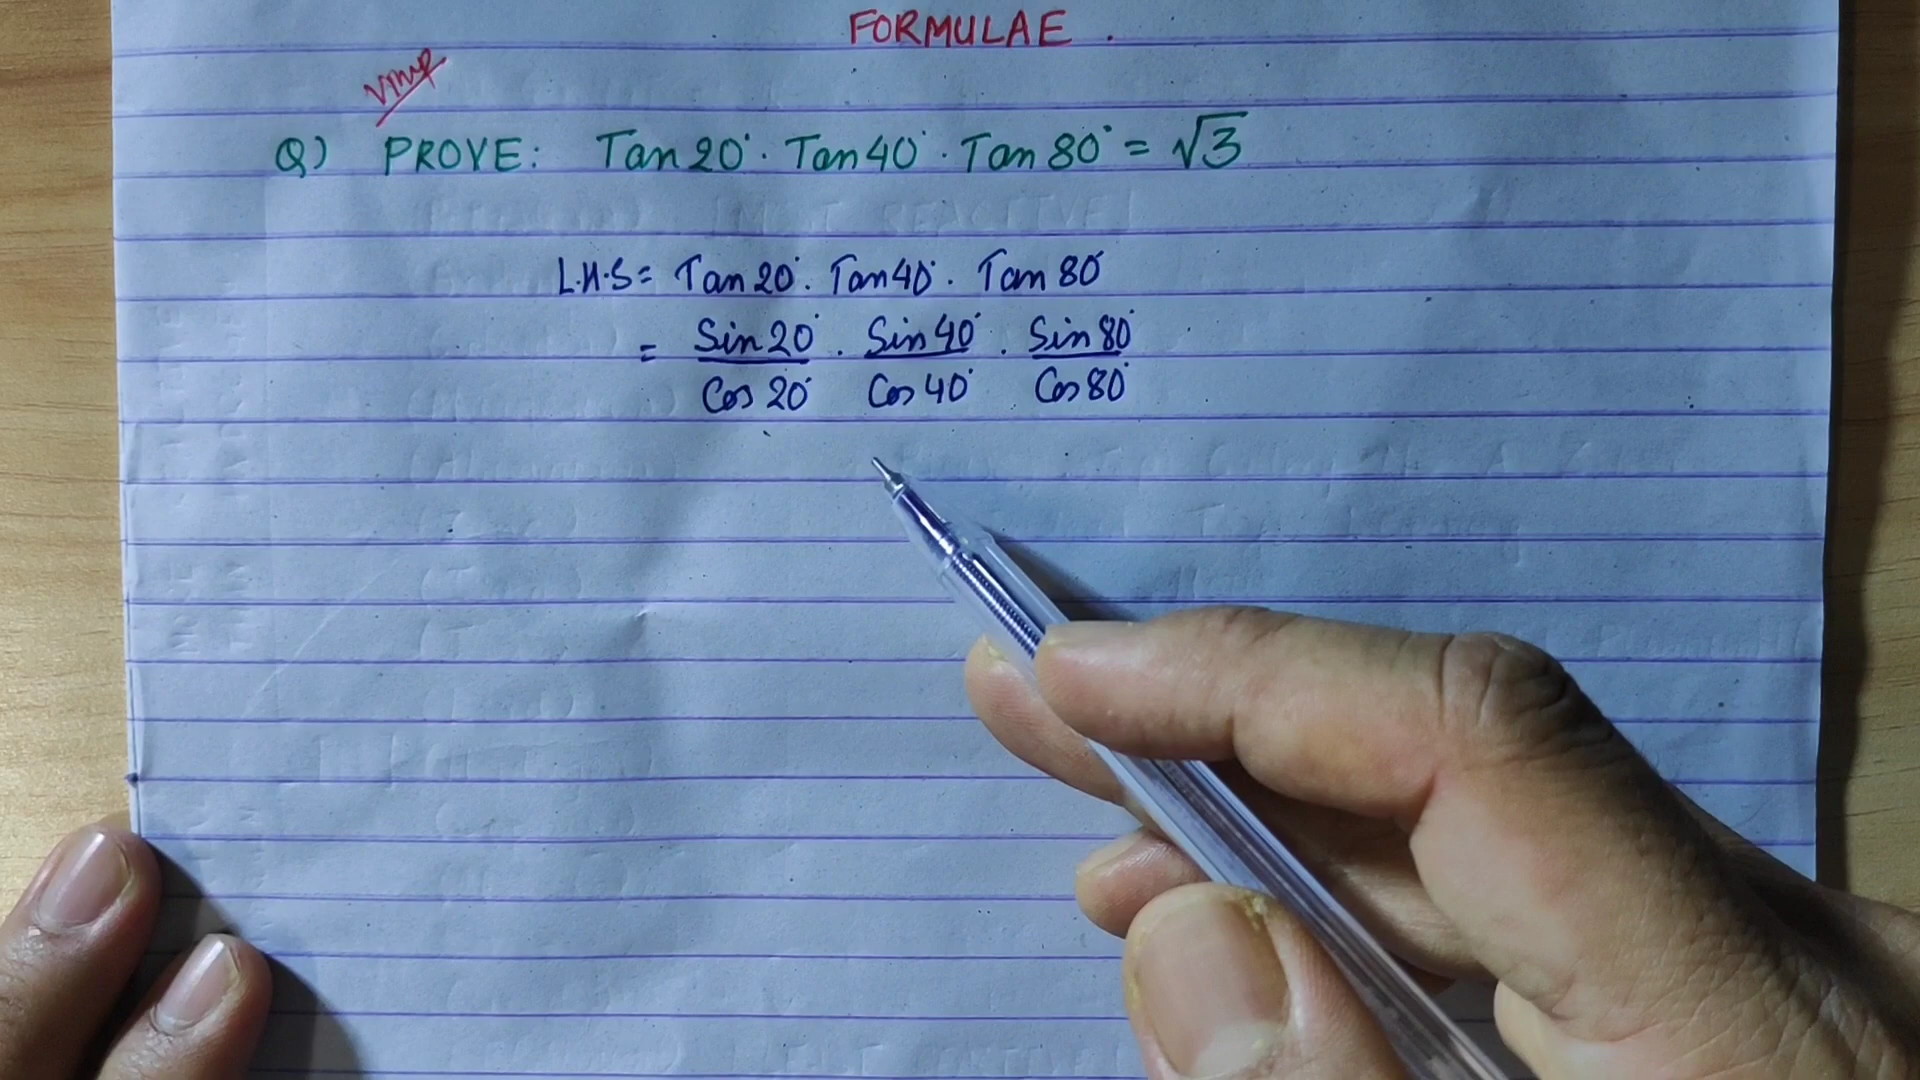 FORMULAE.
VImp
Q) PROVE: Tan 20° · Tan 40° · Tan 80° = √3
L.H.S = Tan 20° · Tan 40° · Tan 80°
= Sin 20° / Cos 20° · Sin 40° / Cos 40° · Sin 80° / Cos 80°